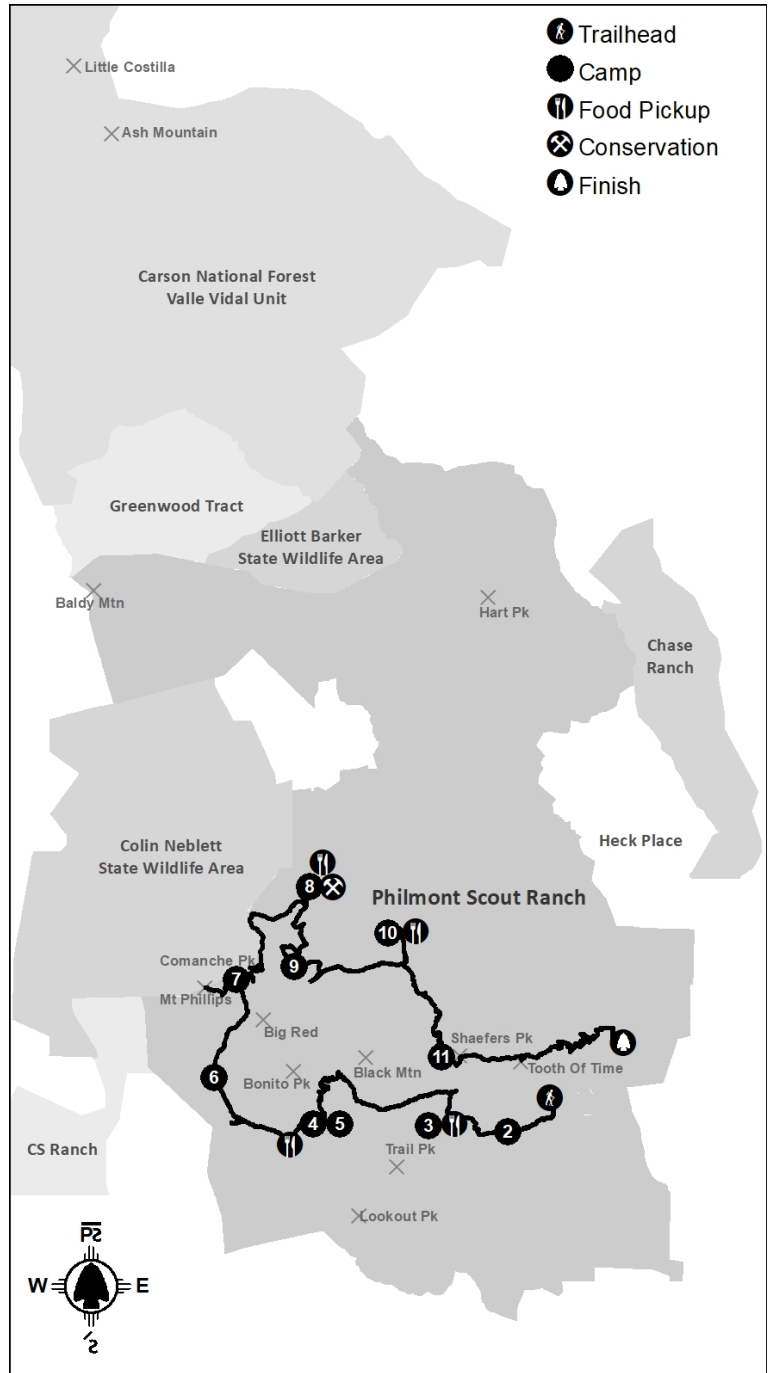 Little Costilla
Ash Mountain
Trailhead
Camp
Food Pickup
Conservation
Finish
Carson National Forest
Valle Vidal Unit
Greenwood Tract
Elliott Barker
State Wildlife Area
Baldy Mtn
Hart Pk
Chase
Ranch
Colin Neblett
State Wildlife Area
Heck Place
Philmont Scout Ranch
8
10
Comanche Pk
9
7
Mt Phillips
Big Red
Shaefers Pk
11
Black Mtn
Tooth Of Time
6
Bonito Pk
4
5
3
2
CS Ranch
Trail Pk
Lookout Pk
W
E